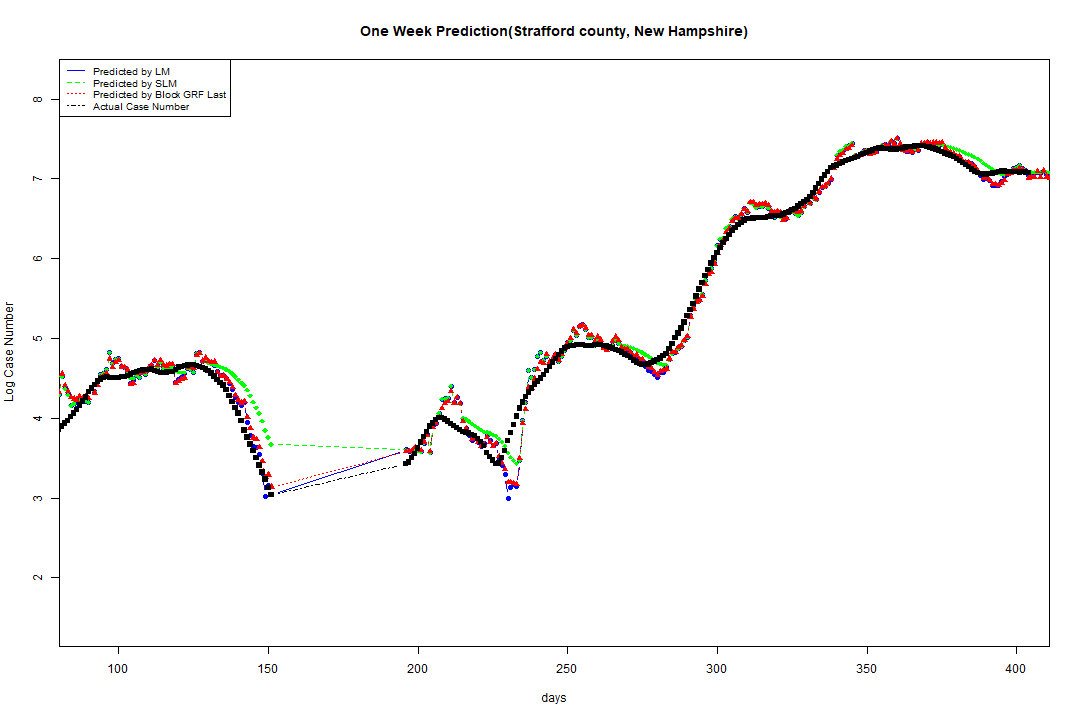 One Week Prediction(Strafford county, New Hampshire)
Predicted by LM
Predicted by SLM
Predicted by Block GRF Last
Actual Case Number
Log Case Number
8
7
6
5
4
3
2
100 150 200 250 300 350 400
days